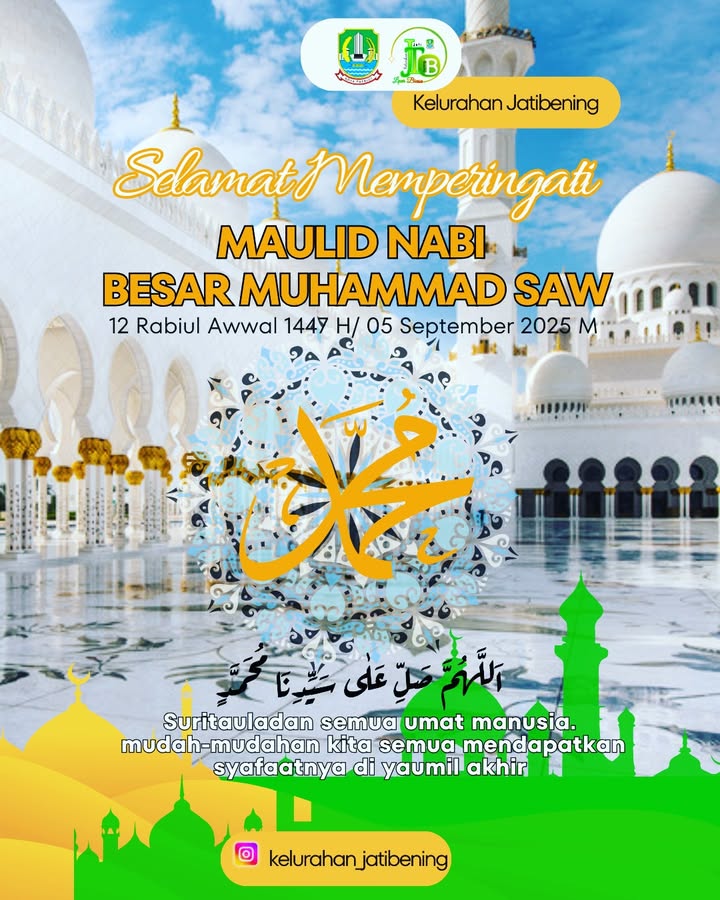 Kelurahan Jatibening
Selamat Memperingati
MAULID NABI
BESAR MUHAMMAD SAW
12 Rabiul Awwal 1447 H/ 05 September 2025 M
محمد
اَللّٰهُمَّ صَلِّ عَلٰى سَيِّدِنَا مُحَمَّدٍ
Suritauladan semua umat manusia.
mudah-mudahan kita semua mendapatkan
syafaatnya di yaumil akhir
kelurahan_jatibening